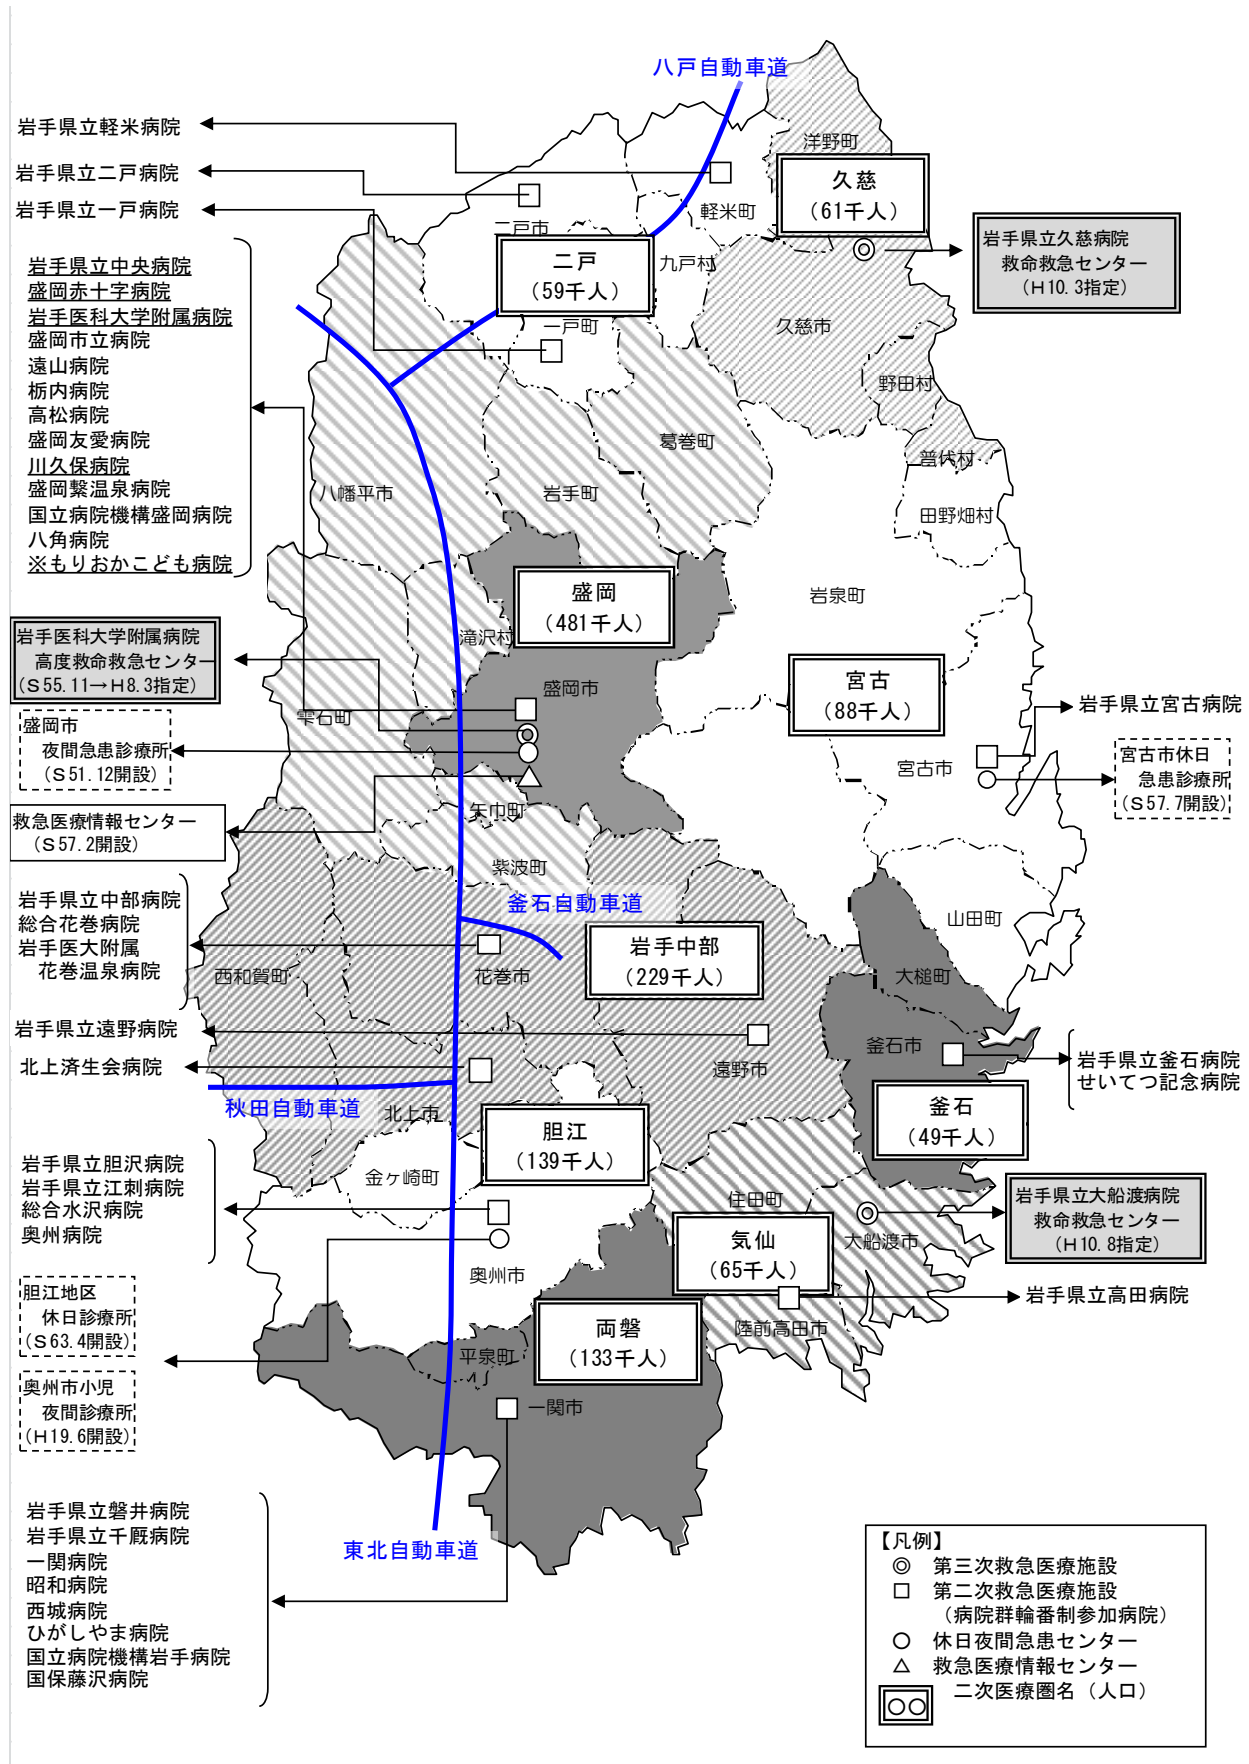 八戸自動車道
岩手県立軽米病院
洋野町
岩手県立二戸病院
久慈
(61千人)
岩手県立一戸病院
軽米町
二戸市
岩手県立久慈病院
救命救急センター
(H10.3指定)
二戸
(59千人)
九戸村
岩手県立中央病院
盛岡赤十字病院
岩手医科大学附属病院
盛岡市立病院
遠山病院
栃内病院
高松病院
盛岡友愛病院
川久保病院
盛岡繋温泉病院
国立病院機構盛岡病院
八角病院
※もりおかこども病院
一戸町
久慈市
野田村
葛巻町
普代村
八幡平市
岩手町
田野畑村
盛岡
(481千人)
岩泉町
岩手医科大学附属病院
高度救命救急センター
(S55.11→H8.3指定)
滝沢村
宮古
(88千人)
盛岡市
雫石町
岩手県立宮古病院
盛岡市
夜間急患診療所
(S51.12開設)
宮古市
宮古市休日
急患診療所
(S57.7開設)
矢巾町
救急医療情報センター
(S57.2開設)
紫波町
釜石自動車道
岩手県立中部病院
総合花巻病院
岩手医大附属
花巻温泉病院
山田町
岩手中部
(229千人)
西和賀町
花巻市
大槌町
岩手県立遠野病院
釜石市
北上済生会病院
遠野市
岩手県立釜石病院
せいてつ記念病院
秋田自動車道
北上市
釜石
(49千人)
胆江
(139千人)
岩手県立胆沢病院
岩手県立江刺病院
総合水沢病院
奥州病院
金ヶ崎町
住田町
岩手県立大船渡病院
救命救急センター
(H10.8指定)
気仙
(65千人)
大船渡市
奥州市
胆江地区
休日診療所
(S63.4開設)
岩手県立高田病院
両磐
(133千人)
陸前高田市
平泉町
奥州市小児
夜間診療所
(H19.6開設)
一関市
岩手県立磐井病院
岩手県立千厩病院
一関病院
昭和病院
西城病院
ひがしやま病院
国立病院機構岩手病院
国保藤沢病院
東北自動車道
【凡例】
◎ 第三次救急医療施設
□ 第二次救急医療施設
(病院群輪番制参加病院)
○ 休日夜間急患センター
△ 救急医療情報センター
○○ 二次医療圏名(人口)